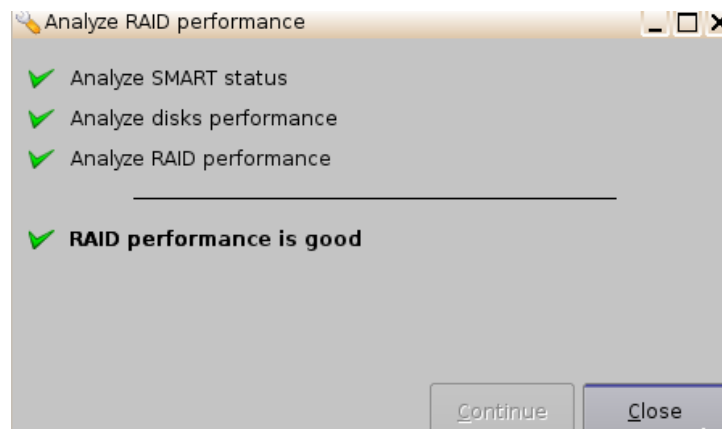 Analyze RAID performance
Analyze SMART status
Analyze disks performance
Analyze RAID performance
RAID performance is good
Continue
Close